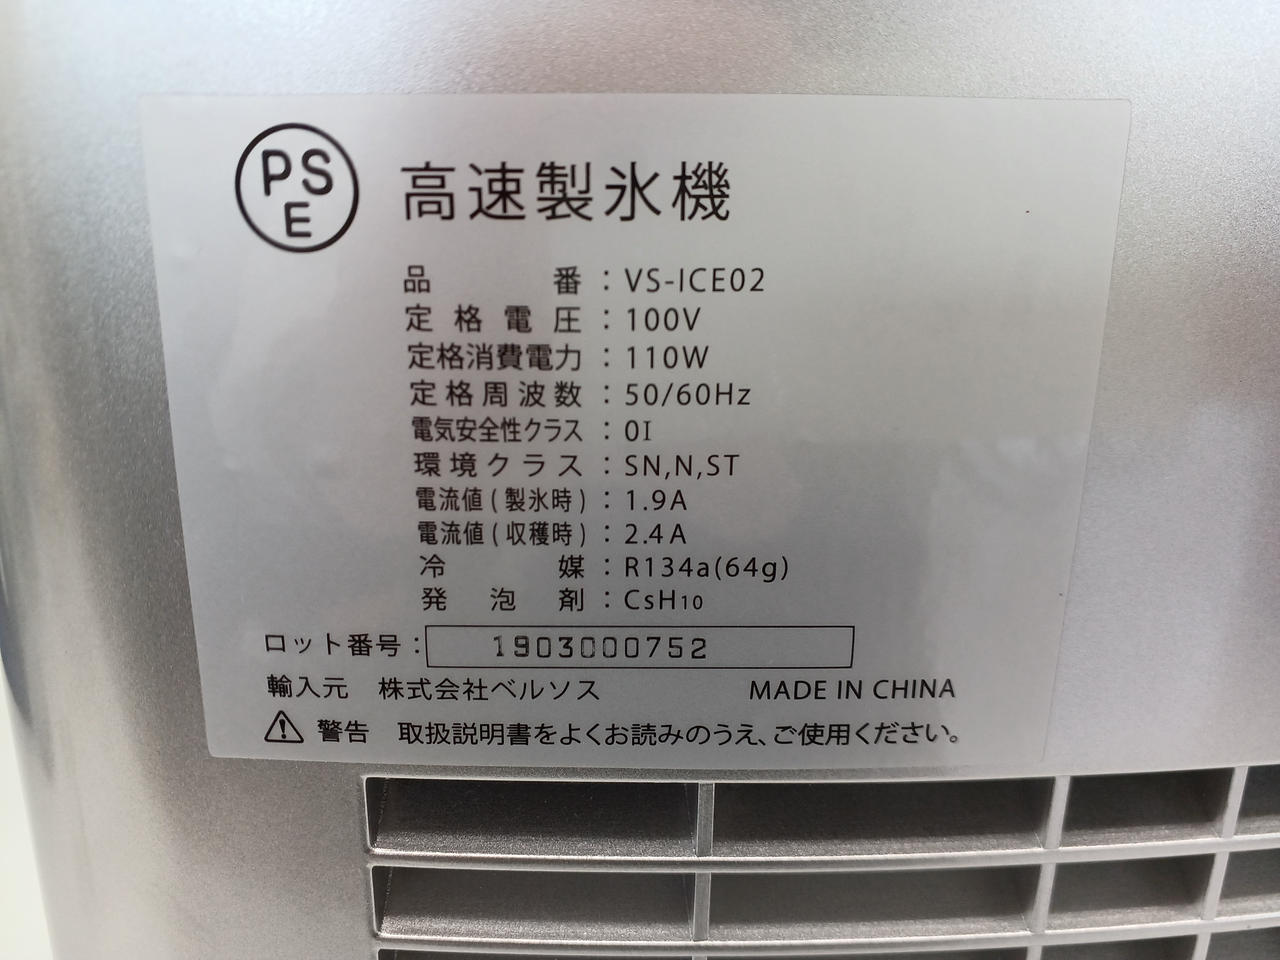 PS
E
高速製氷機
品番：VS-ICE02
定格電圧：100V
定格消費電力：110W
定格周波数：50/60Hz
電気安全性クラス：0I
環境クラス：SN,N,ST
電流値(製氷時)：1.9A
電流値(収穫時)：2.4A
冷媒：R134a(64g)
発泡剤：CsH10
ロット番号：1903000752
輸入元 株式会社ベルソス MADE IN CHINA
警告 取扱説明書をよくお読みのうえ、ご使用ください。